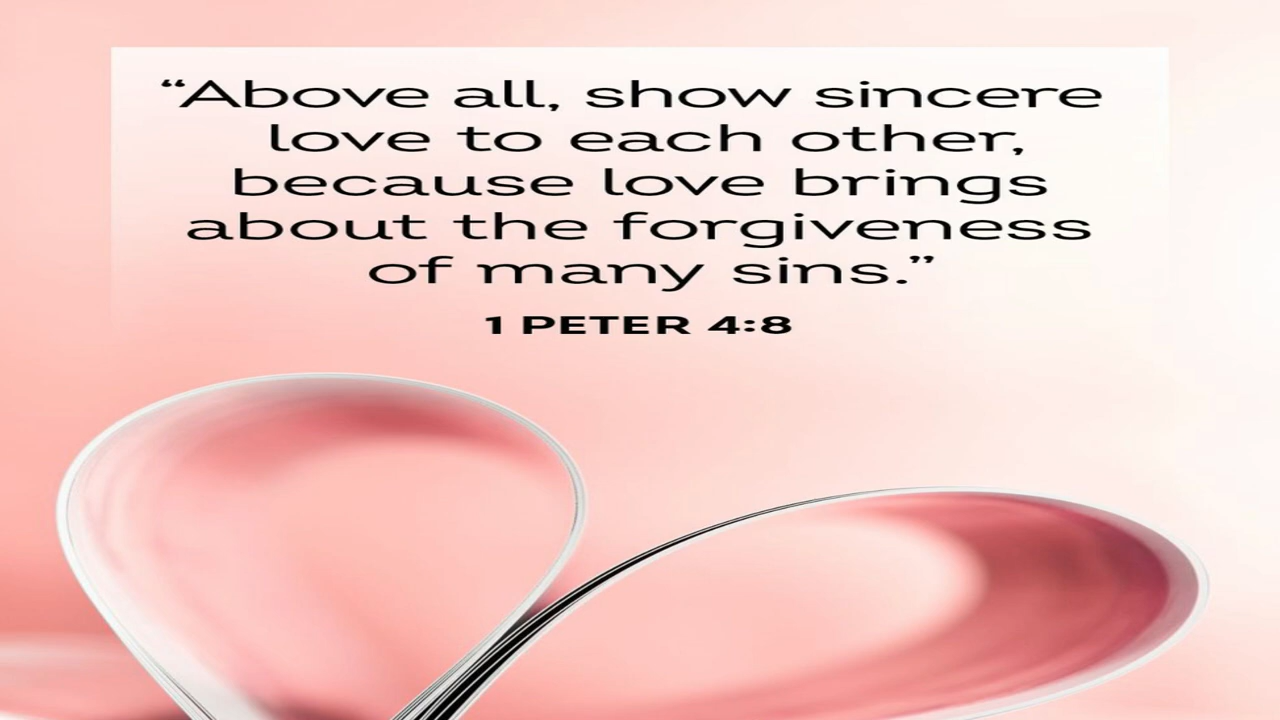 “Above all, show sincere
love to each other,
because love brings
about the forgiveness
of many sins.”
1 PETER 4:8